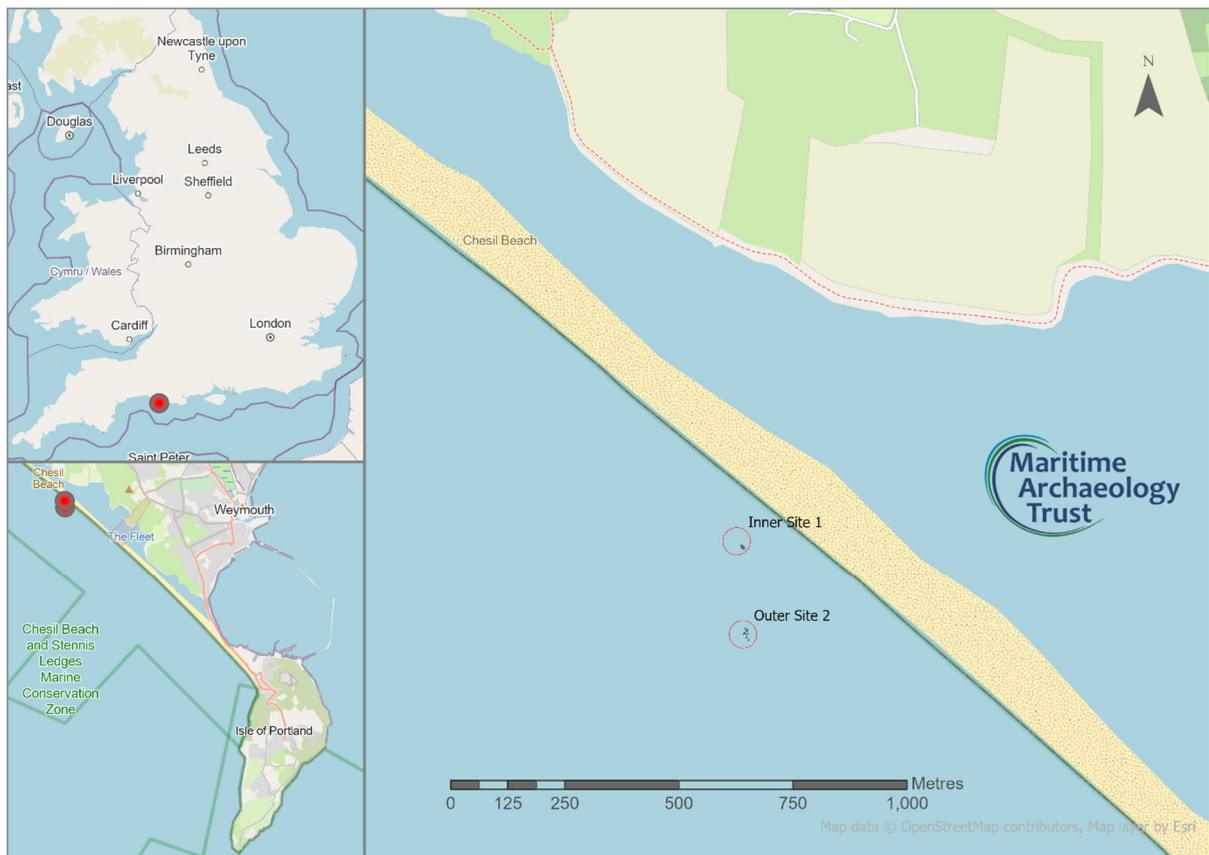 Newcastle upon
Tyne
ast
Douglas
Leeds
Liverpool
Sheffield
Birmingham
Cymru / Wales
Cardiff
London
Saint Peter
Chesil
Beach
Weymouth
The Fleet
Chesil Beach
and Stennis
Ledges
Marine
Conservation
Zone
Isle of Portland
N
Chesil Beach
Maritime
Archaeology
Trust
Inner Site 1
Outer Site 2
Metres
0 125 250 500 750 1,000
Map data © OpenStreetMap contributors, Map layer by Esri